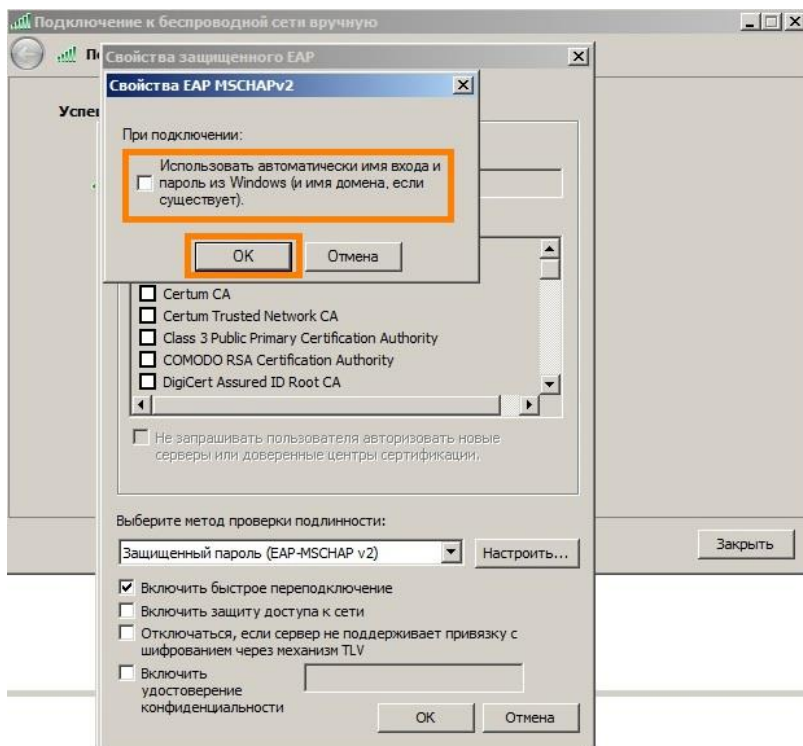 Подключение к беспроводной сети вручную
Свойства защищенного EAP
Свойства EAP MSCHAPv2
При подключении:
Использовать автоматически имя входа и
пароль из Windows (и имя домена, если
существует).
OK
Отмена
Certum CA
Certum Trusted Network CA
Class 3 Public Primary Certification Authority
COMODO RSA Certification Authority
DigiCert Assured ID Root CA
Не запрашивать пользователя авторизовать новые
серверы или доверенные центры сертификации.
Выберите метод проверки подлинности:
Защищенный пароль (EAP-MSCHAP v2)
Настроить...
Закрыть
Включить быстрое переподключение
Включить защиту доступа к сети
Отключаться, если сервер не поддерживает привязку с
шифрованием через механизм TLV
Включить
удостоверение
конфиденциальности
OK
Отмена